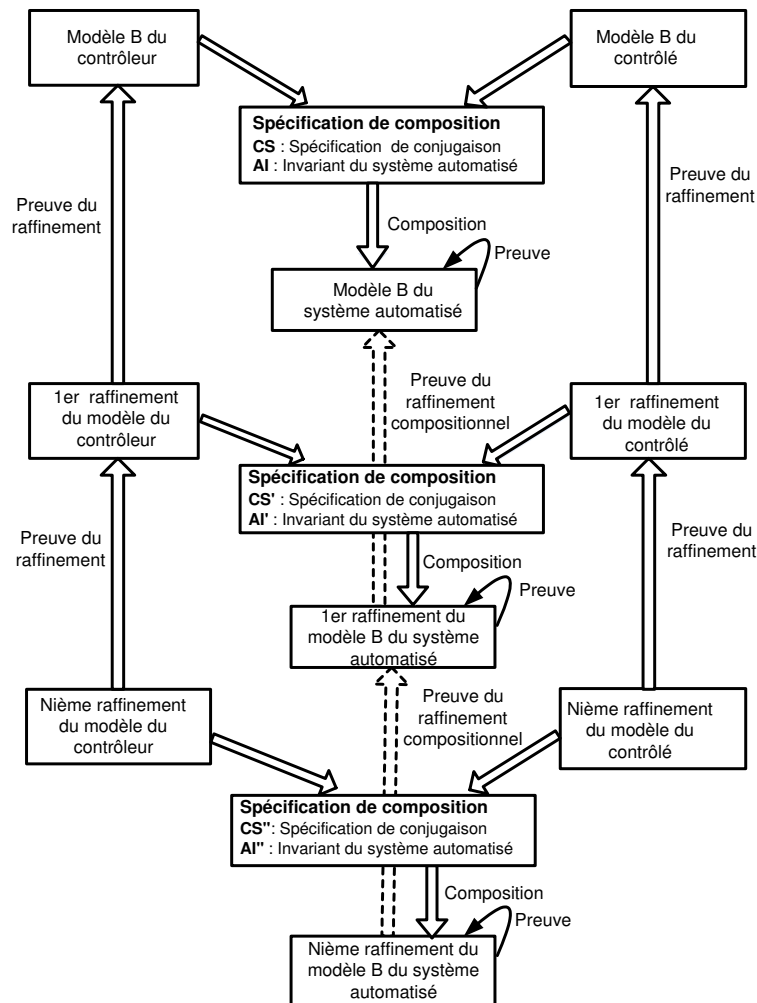 Modèle B du
contrôleur
Modèle B du
contrôlé
Spécification de composition
CS : Spécification de conjugaison
AI : Invariant du système automatisé
Preuve du
raffinement
Preuve du
raffinement
Composition
Preuve
Modèle B du
système automatisé
1er raffinement
du modèle du
contrôleur
Preuve du
raffinement
compositionnel
1er raffinement
du modèle du
contrôlé
Spécification de composition
CS' : Spécification de conjugaison
AI' : Invariant du système automatisé
Preuve du
raffinement
Preuve du
raffinement
Composition
Preuve
1er raffinement du
modèle B du système
automatisé
Nième raffinement
du modèle du
contrôleur
Preuve du
raffinement
compositionnel
Nième raffinement
du modèle du
contrôlé
Spécification de composition
CS" : Spécification de conjugaison
AI" : Invariant du système automatisé
Composition
Preuve
Nième raffinement du
modèle B du système
automatisé